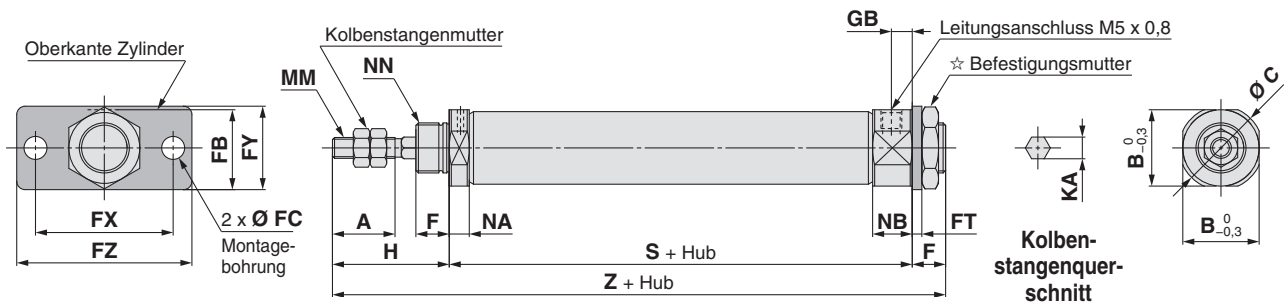 Oberkante Zylinder
Kolbenstangenmutter
MM
NN
GB
Leitungsanschluss M5 x 0,8
☆ Befestigungsmutter
Ø C
FB
FY
FX
FZ
2 x Ø FC
Montage-
bohrung
A
F
NA
H
S + Hub
Z + Hub
NB
FT
F
KA
Kolben-
stangenquer-
schnitt
B 0 -0,3
B 0 -0,3